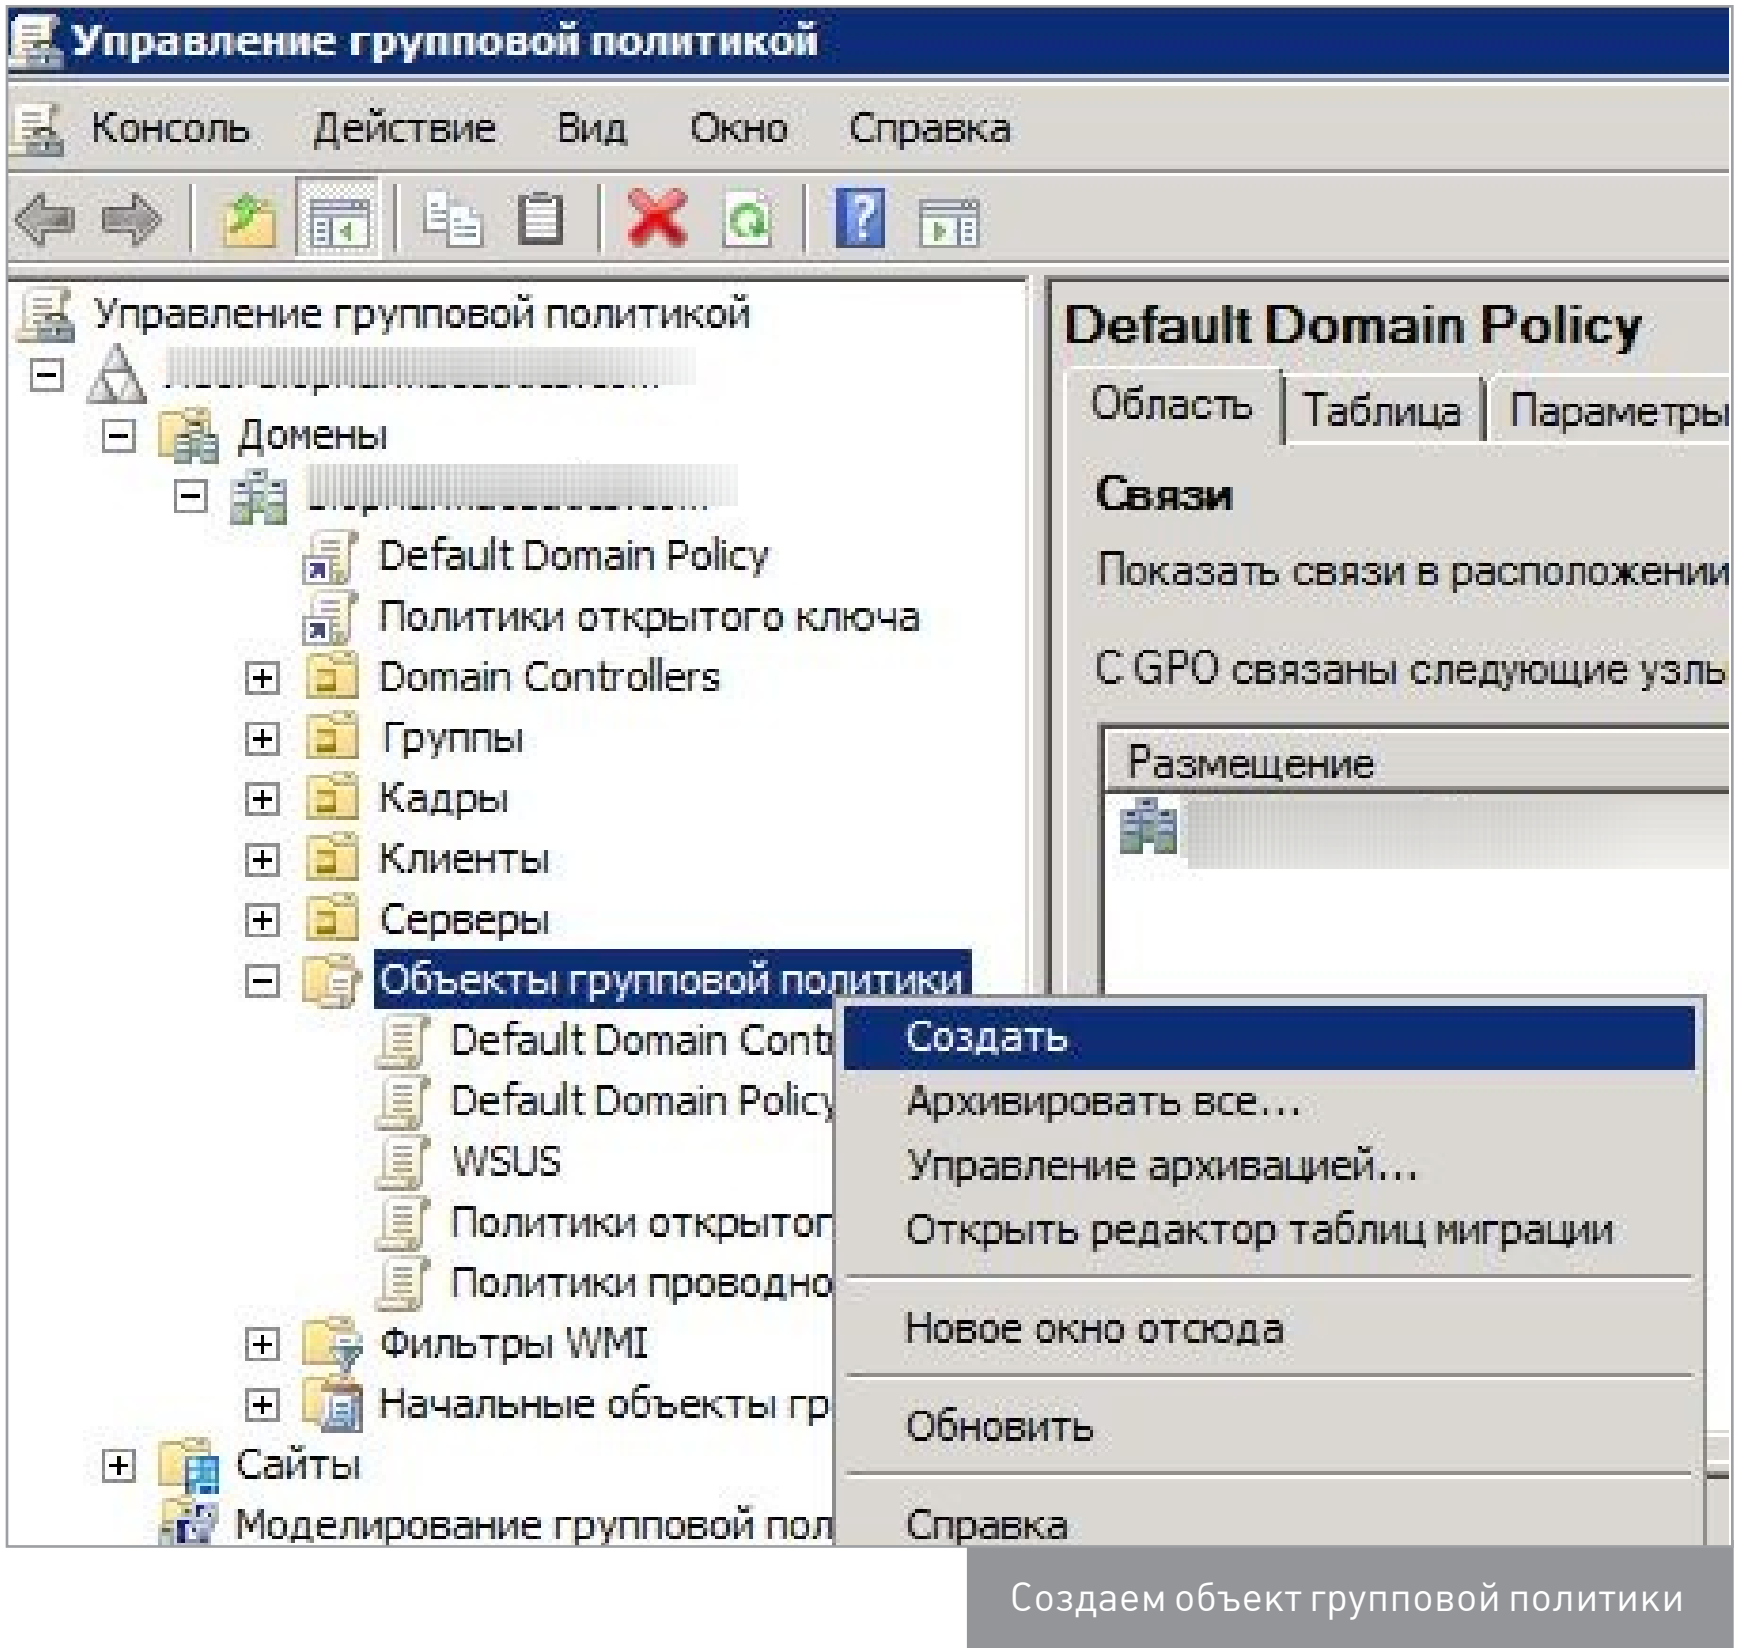 Управление групповой политикой
Консоль Действие Вид Окно Справка
Управление групповой политикой
Домены
Default Domain Policy
Политики открытого ключа
Domain Controllers
Группы
Кадры
Клиенты
Серверы
Объекты групповой политики
Default Domain Cont
Default Domain Policy
WSUS
Политики открытог
Политики проводно
Фильтры WMI
Начальные объекты гр
Сайты
Моделирование групповой пол
Default Domain Policy
Область Таблица Параметры
Связи
Показать связи в расположении
С GPO связаны следующие узлы
Размещение
Создать
Архивировать все...
Управление архивацией...
Открыть редактор таблиц миграции
Новое окно отсюда
Обновить
Справка
Создаем объект групповой политики